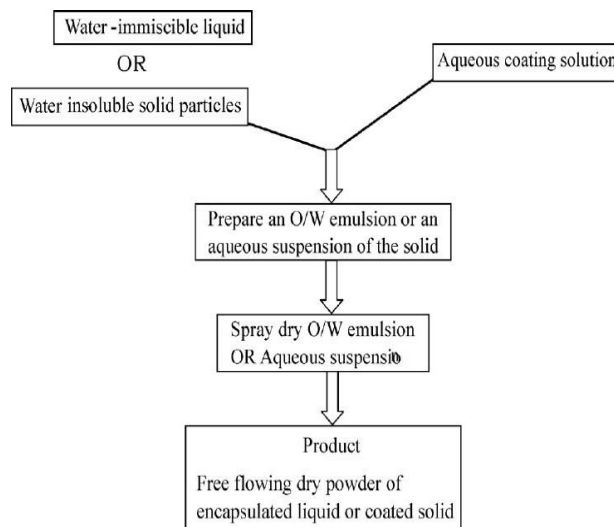 Water -immiscible liquid
OR
Water insoluble solid particles
Aqueous coating solution
Prepare an O/W emulsion or an
aqueous suspension of the solid
Spray dry O/W emulsion
OR Aqueous suspension
Product
Free flowing dry powder of
encapsulated liquid or coated solid